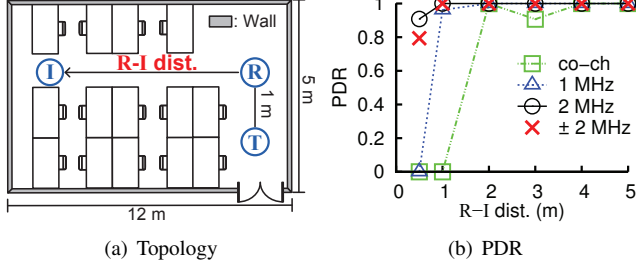 : Wall
I
R-I dist.
R
1 m
T
5 m
12 m
(a) Topology
1
0.8
0.6
0.4
0.2
0
PDR
co-ch
1 MHz
2 MHz
± 2 MHz
0 1 2 3 4 5
R-I dist. (m)
(b) PDR